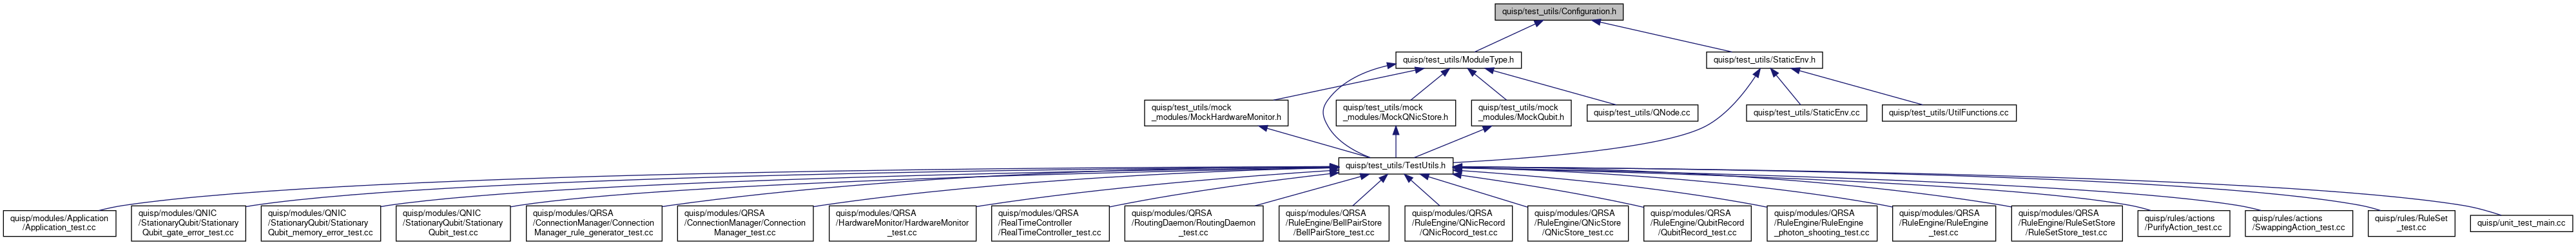 quisp/test_utils/Configuration.h
quisp/test_utils/ModuleType.h
quisp/test_utils/StaticEnv.h
quisp/test_utils/mock
_modules/MockHardwareMonitor.h
quisp/test_utils/mock
_modules/MockQNicStore.h
quisp/test_utils/mock
_modules/MockQubit.h
quisp/test_utils/QNode.cc
quisp/test_utils/StaticEnv.cc
quisp/test_utils/UtilFunctions.cc
quisp/test_utils/TestUtils.h
quisp/modules/Application
/Application_test.cc
quisp/modules/QNIC
/StationaryQubit/Stationary
Qubit_gate_error_test.cc
quisp/modules/QNIC
/StationaryQubit/Stationary
Qubit_memory_error_test.cc
quisp/modules/QNIC
/StationaryQubit/Stationary
Qubit_test.cc
quisp/modules/QRSA
/ConnectionManager/Connection
Manager_rule_generator_test.cc
quisp/modules/QRSA
/ConnectionManager/Connection
Manager_test.cc
quisp/modules/QRSA
/HardwareMonitor/HardwareMonitor
_test.cc
quisp/modules/QRSA
/RealTimeController
/RealTimeController_test.cc
quisp/modules/QRSA
/RoutingDaemon/RoutingDaemon
_test.cc
quisp/modules/QRSA
/RuleEngine/BellPairStore
/BellPairStore_test.cc
quisp/modules/QRSA
/RuleEngine/QNicRecord
/QNicRocord_test.cc
quisp/modules/QRSA
/RuleEngine/QNicStore
/QNicStore_test.cc
quisp/modules/QRSA
/RuleEngine/QubitRecord
/QubitRecord_test.cc
quisp/modules/QRSA
/RuleEngine/RuleEngine
_photon_shooting_test.cc
quisp/modules/QRSA
/RuleEngine/RuleEngine
_test.cc
quisp/modules/QRSA
/RuleEngine/RuleSetStore
/RuleSetStore_test.cc
quisp/rules/actions
/PurifyAction_test.cc
quisp/rules/actions
/SwappingAction_test.cc
quisp/rules/RuleSet
_test.cc
quisp/unit_test_main.cc